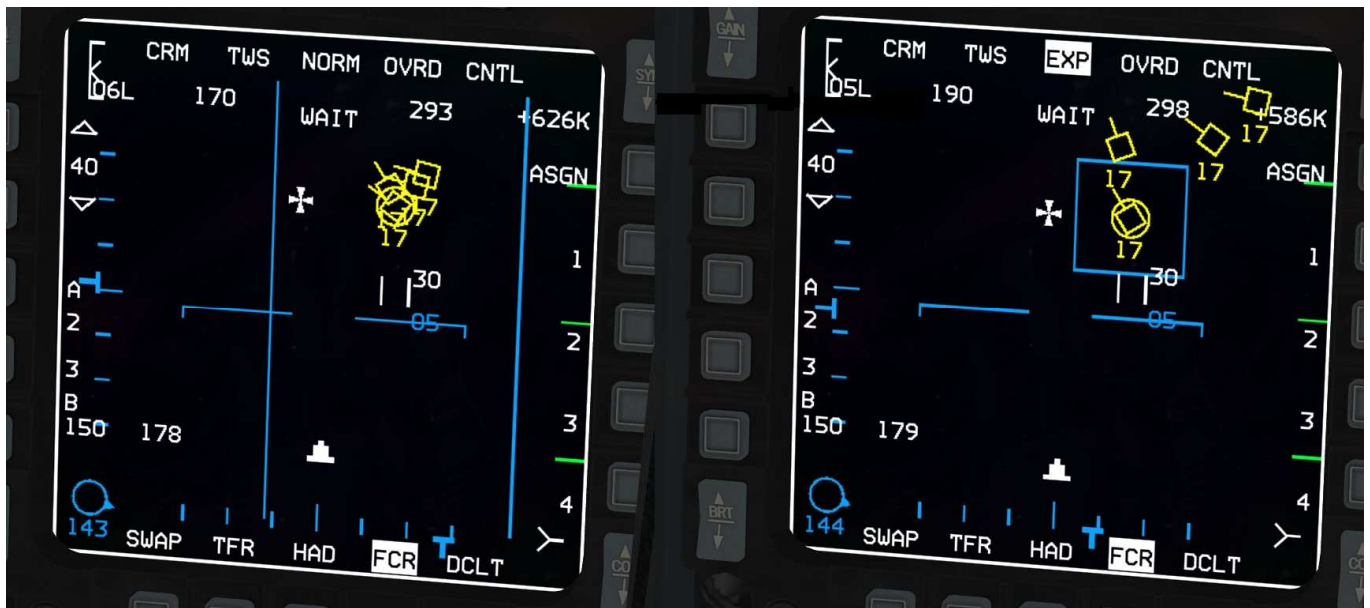 CRM TWS NORM OVRD CNTL
06L 170 293
WAIT +626K
40
ASGN
17
30
1
A
05
2
2
3
B
3
150 178
4
143
SWAP TFR HAD FCR DCLT
GAIN
BRT
CRM TWS EXP OVRD CNTL
05L 190 298
WAIT +586K
17
40
17 17
ASGN
17
30
1
A
05
2
2
3
B
3
150 179
4
144
SWAP TFR HAD FCR DCLT